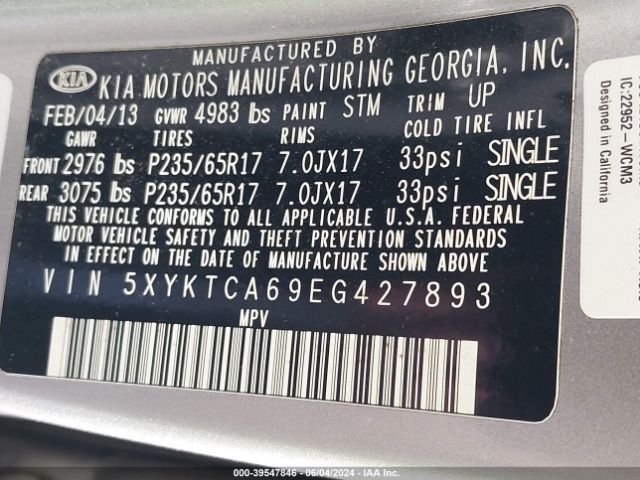 MANUFACTURED BY
KIA KIA MOTORS MANUFACTURING GEORGIA, INC.
FEB/04/13 GVWR 4983 lbs PAINT STM TRIM UP
GAWR TIRES RIMS COLD TIRE INFL
FRONT 2976 lbs P235/65R17 7.0JX17 33psi SINGLE
REAR 3075 lbs P235/65R17 7.0JX17 33psi SINGLE
THIS VEHICLE CONFORMS TO ALL APPLICABLE U.S.A. FEDERAL
MOTOR VEHICLE SAFETY AND THEFT PREVENTION STANDARDS
IN EFFECT ON THE DATE OF MANUFACTURE SHOWN ABOVE.
VIN 5XYKTCA69EG427893
MPV
IC:22952-WCM3
Designed in California
000-39547846 - 06/04/2024 - IAA Inc.